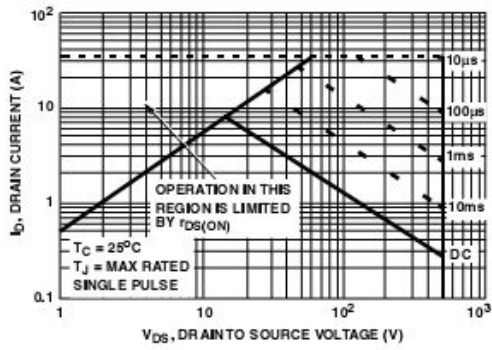 10²
10
1
0.1
I_D, DRAIN CURRENT (A)
10µs
100µs
1ms
10ms
DC
OPERATION IN THIS
REGION IS LIMITED
BY r_DS(ON)
T_C = 25°C
T_J = MAX RATED
SINGLE PULSE
1
10
10²
10³
V_DS, DRAIN TO SOURCE VOLTAGE (V)